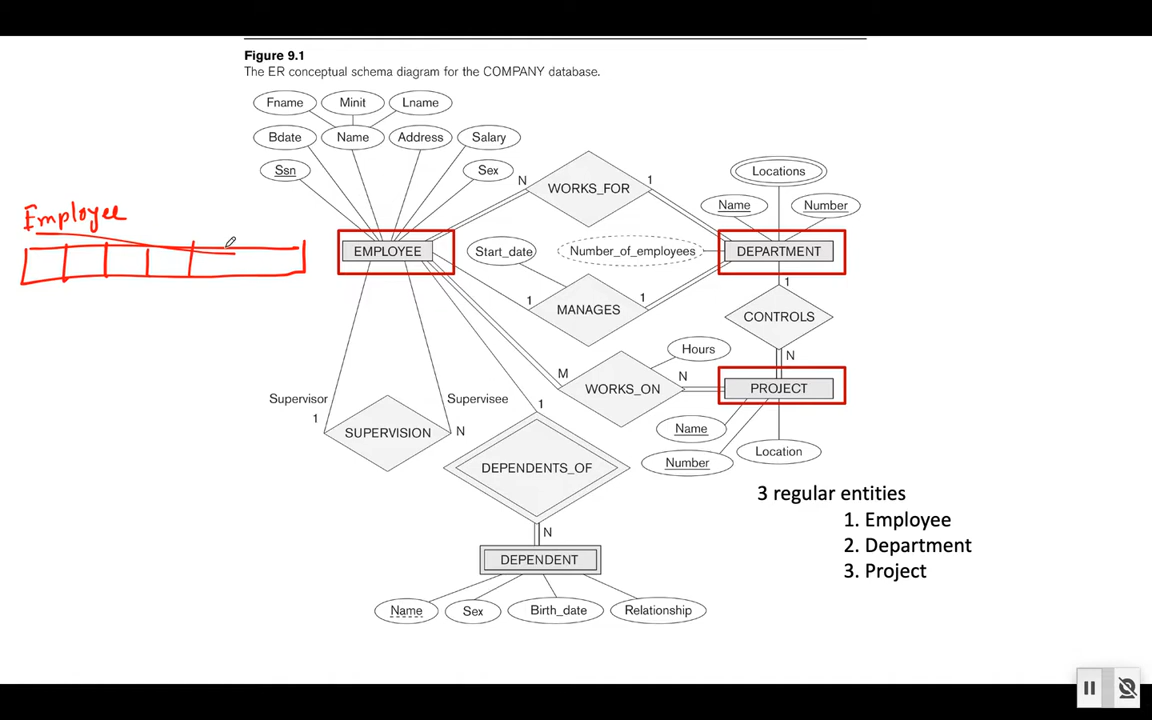 Figure 9.1
The ER conceptual schema diagram for the COMPANY database.
Fname Minit Lname
Bdate Name Address Salary
Ssn Sex
N WORKS_FOR 1
Locations
Name Number
Employee
EMPLOYEE
Start_date
Number_of_employees
DEPARTMENT
1 MANAGES 1
1
CONTROLS
N
Hours
M WORKS_ON N
PROJECT
Supervisor
1
Supervisee
N
SUPERVISION
1
Name
Number
Location
DEPENDENTS_OF
N
3 regular entities
1. Employee
2. Department
3. Project
DEPENDENT
Name Sex Birth_date Relationship